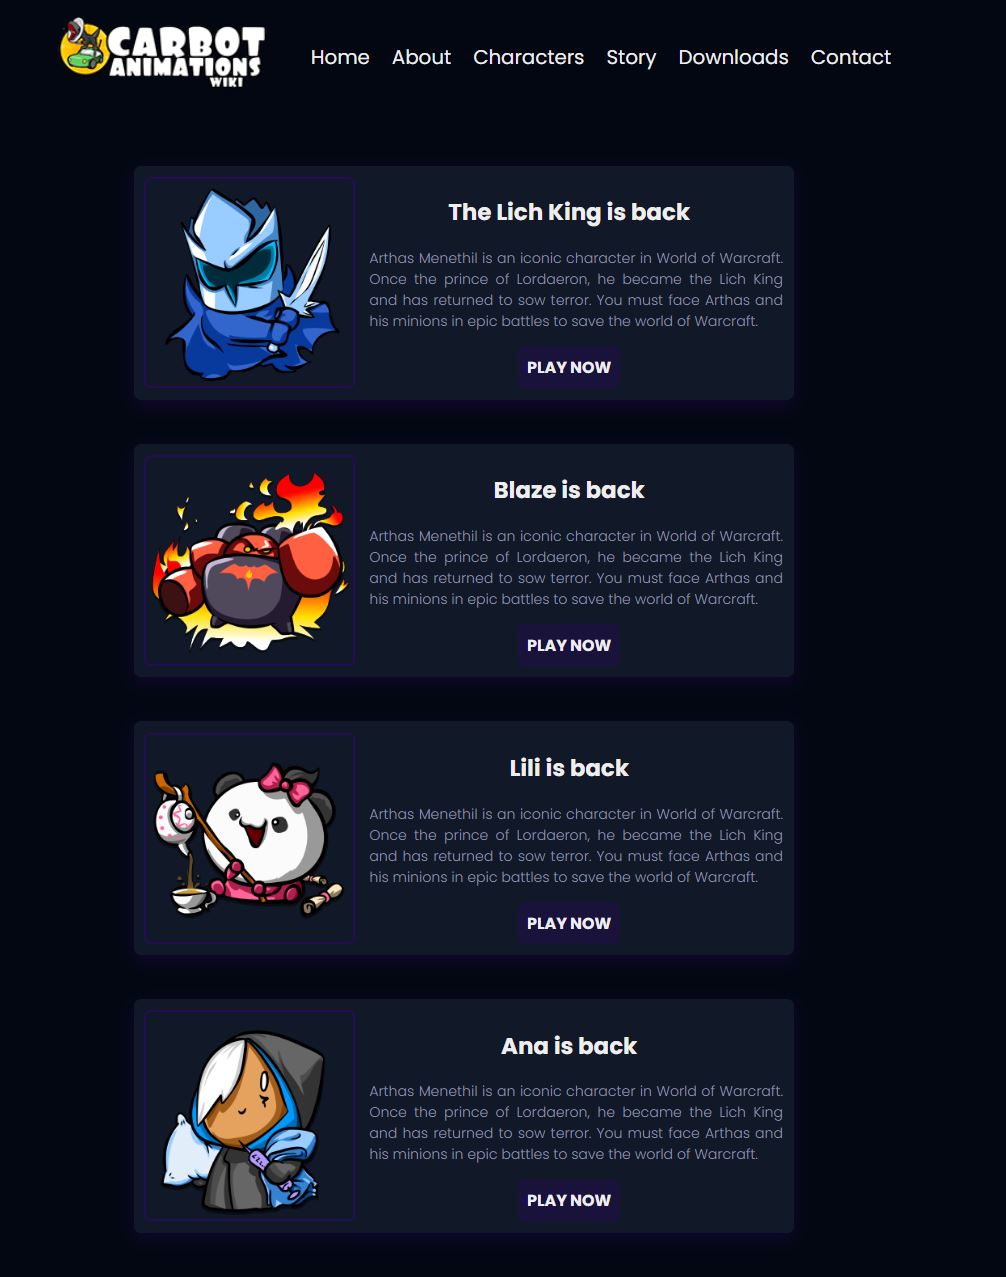 CARBOT
ANIMATIONS
WIKI
Home About Characters Story Downloads Contact
The Lich King is back
Arthas Menethil is an iconic character in World of Warcraft.
Once the prince of Lordaeron, he became the Lich King
and has returned to sow terror. You must face Arthas and
his minions in epic battles to save the world of Warcraft.
PLAY NOW
Blaze is back
Arthas Menethil is an iconic character in World of Warcraft.
Once the prince of Lordaeron, he became the Lich King
and has returned to sow terror. You must face Arthas and
his minions in epic battles to save the world of Warcraft.
PLAY NOW
Lili is back
Arthas Menethil is an iconic character in World of Warcraft.
Once the prince of Lordaeron, he became the Lich King
and has returned to sow terror. You must face Arthas and
his minions in epic battles to save the world of Warcraft.
PLAY NOW
Ana is back
Arthas Menethil is an iconic character in World of Warcraft.
Once the prince of Lordaeron, he became the Lich King
and has returned to sow terror. You must face Arthas and
his minions in epic battles to save the world of Warcraft.
PLAY NOW